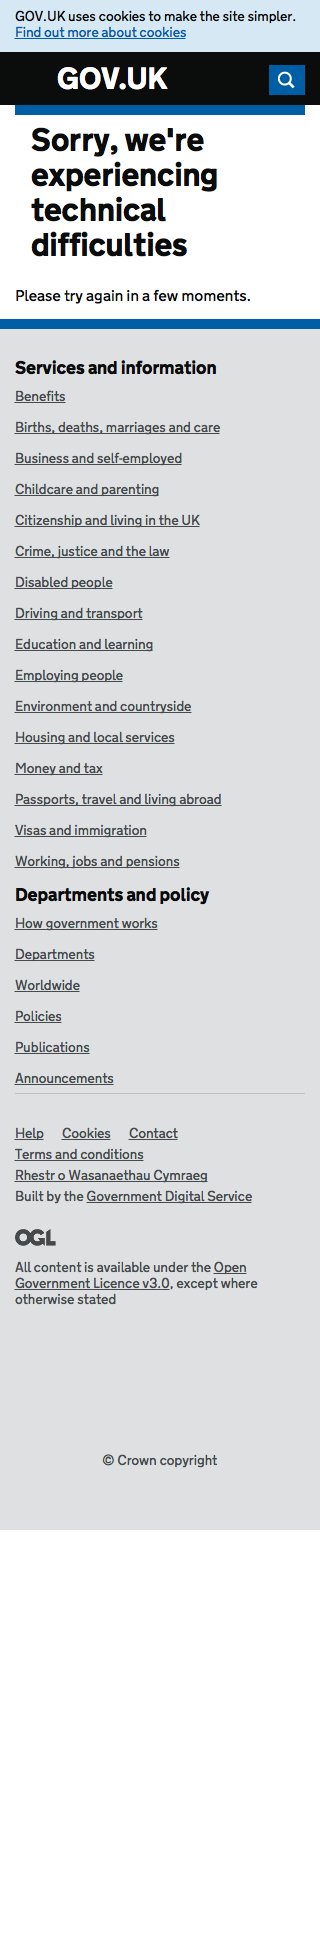 GOV.UK uses cookies to make the site simpler.
Find out more about cookies
GOV.UK
Sorry, we're
experiencing
technical
difficulties
Please try again in a few moments.
Services and information
Benefits
Births, deaths, marriages and care
Business and self-employed
Childcare and parenting
Citizenship and living in the UK
Crime, justice and the law
Disabled people
Driving and transport
Education and learning
Employing people
Environment and countryside
Housing and local services
Money and tax
Passports, travel and living abroad
Visas and immigration
Working, jobs and pensions
Departments and policy
How government works
Departments
Worldwide
Policies
Publications
Announcements
Help Cookies Contact
Terms and conditions
Rhestr o Wasanaethau Cymraeg
Built by the Government Digital Service
OGL
All content is available under the Open
Government Licence v3.0, except where
otherwise stated
© Crown copyright